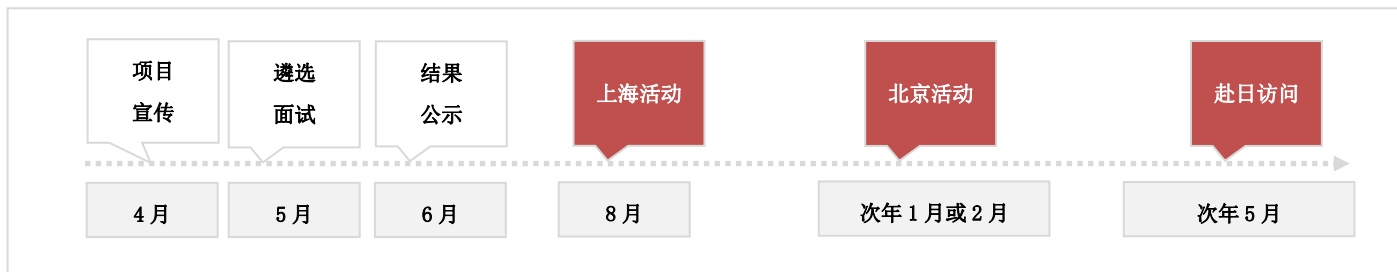 项目
宣传
遴选
面试
结果
公示
上海活动
北京活动
赴日访问
4 月
5 月
6 月
8 月
次年 1 月或 2 月
次年 5 月